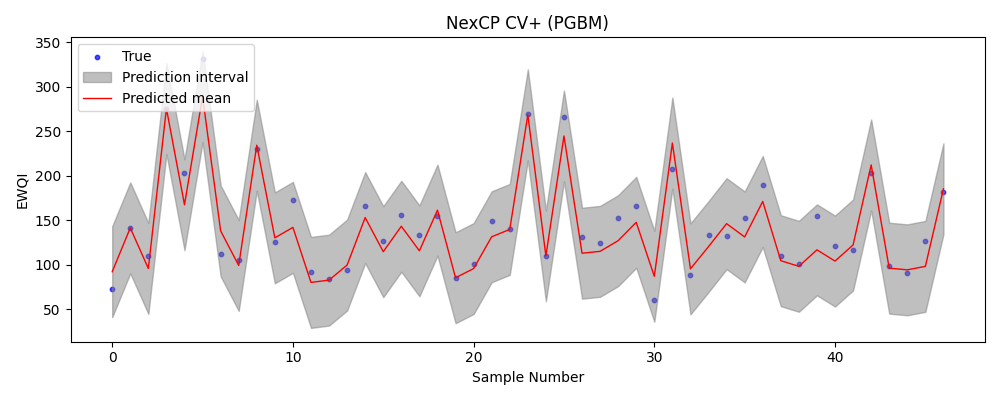 NexCP CV+ (PGBM)
True
Prediction interval
Predicted mean
EWQI
350
300
250
200
150
100
50
0 10 20 30 40
Sample Number